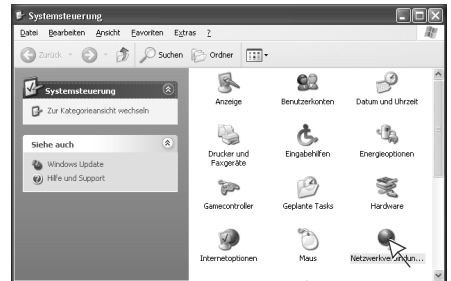 Systemsteuerung
Datei Bearbeiten Ansicht Favoriten Extras ?
Zurück Suchen Ordner
Systemsteuerung
Zur Kategorieansicht wechseln
Siehe auch
Windows Update
Hilfe und Support
Anzeige Benutzerkonten Datum und Uhrzeit
Drucker und Faxgeräte Eingabehilfen Energieoptionen
Gamecontroller Geplante Tasks Hardware
Internetoptionen Maus Netzwerkverbindun...